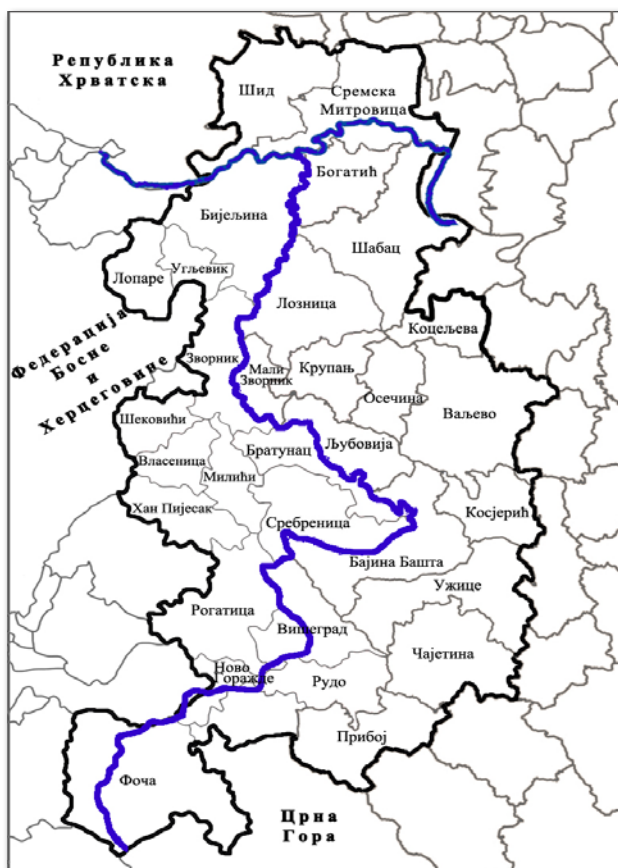 Република
Хрватска
Шид
Сремска
Митровица
Богатић
Бијељина
Шабац
Лопаре
Угљевик
Лозница
Коцељева
Федерација
Босне
и
Херцеговине
Зворник
Мали
Зворник
Крупањ
Осечина
Ваљево
Шековићи
Братунац
Љубовија
Власеница
Милићи
Хан Пијесак
Сребреница
Косјерић
Бајина Башта
Ужице
Рогатица
Вишеград
Чајетина
Ново
Горажде
Рудо
Прибој
Фоча
Црна
Гора